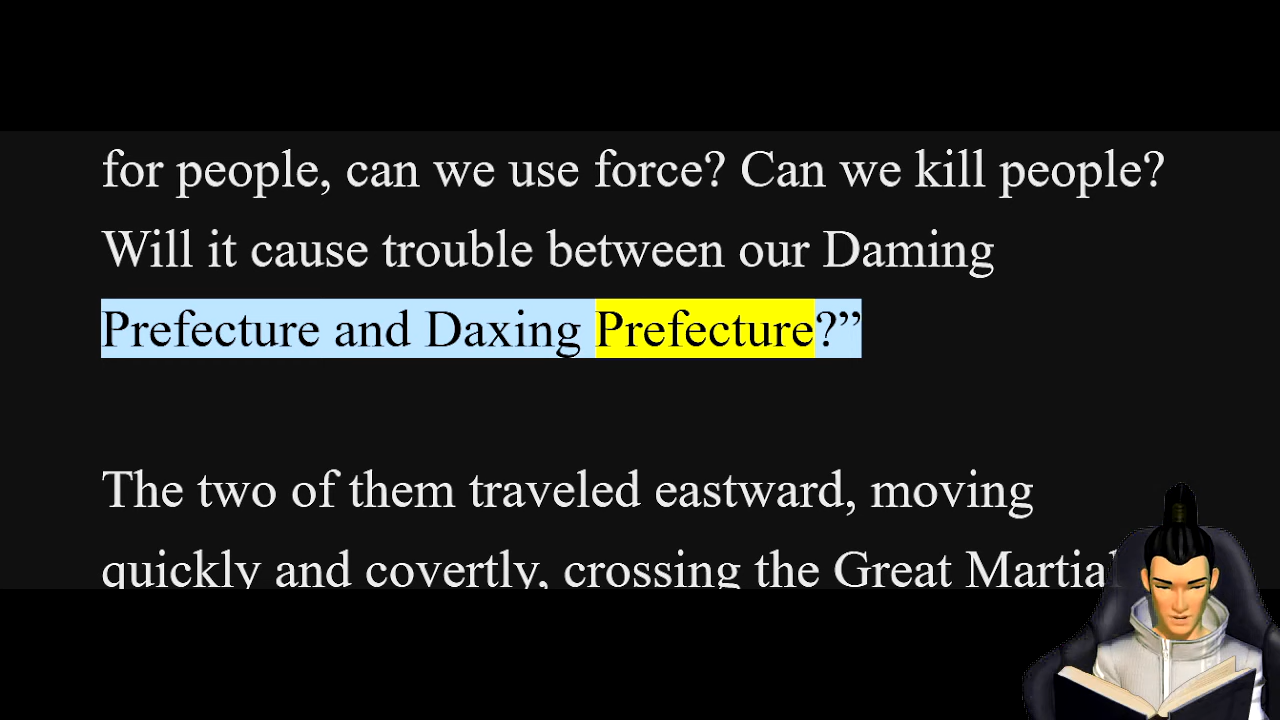 for people, can we use force? Can we kill people?
Will it cause trouble between our Daming
Prefecture and Daxing Prefecture?”
The two of them traveled eastward, moving
quickly and covertly, crossing the Great Martial